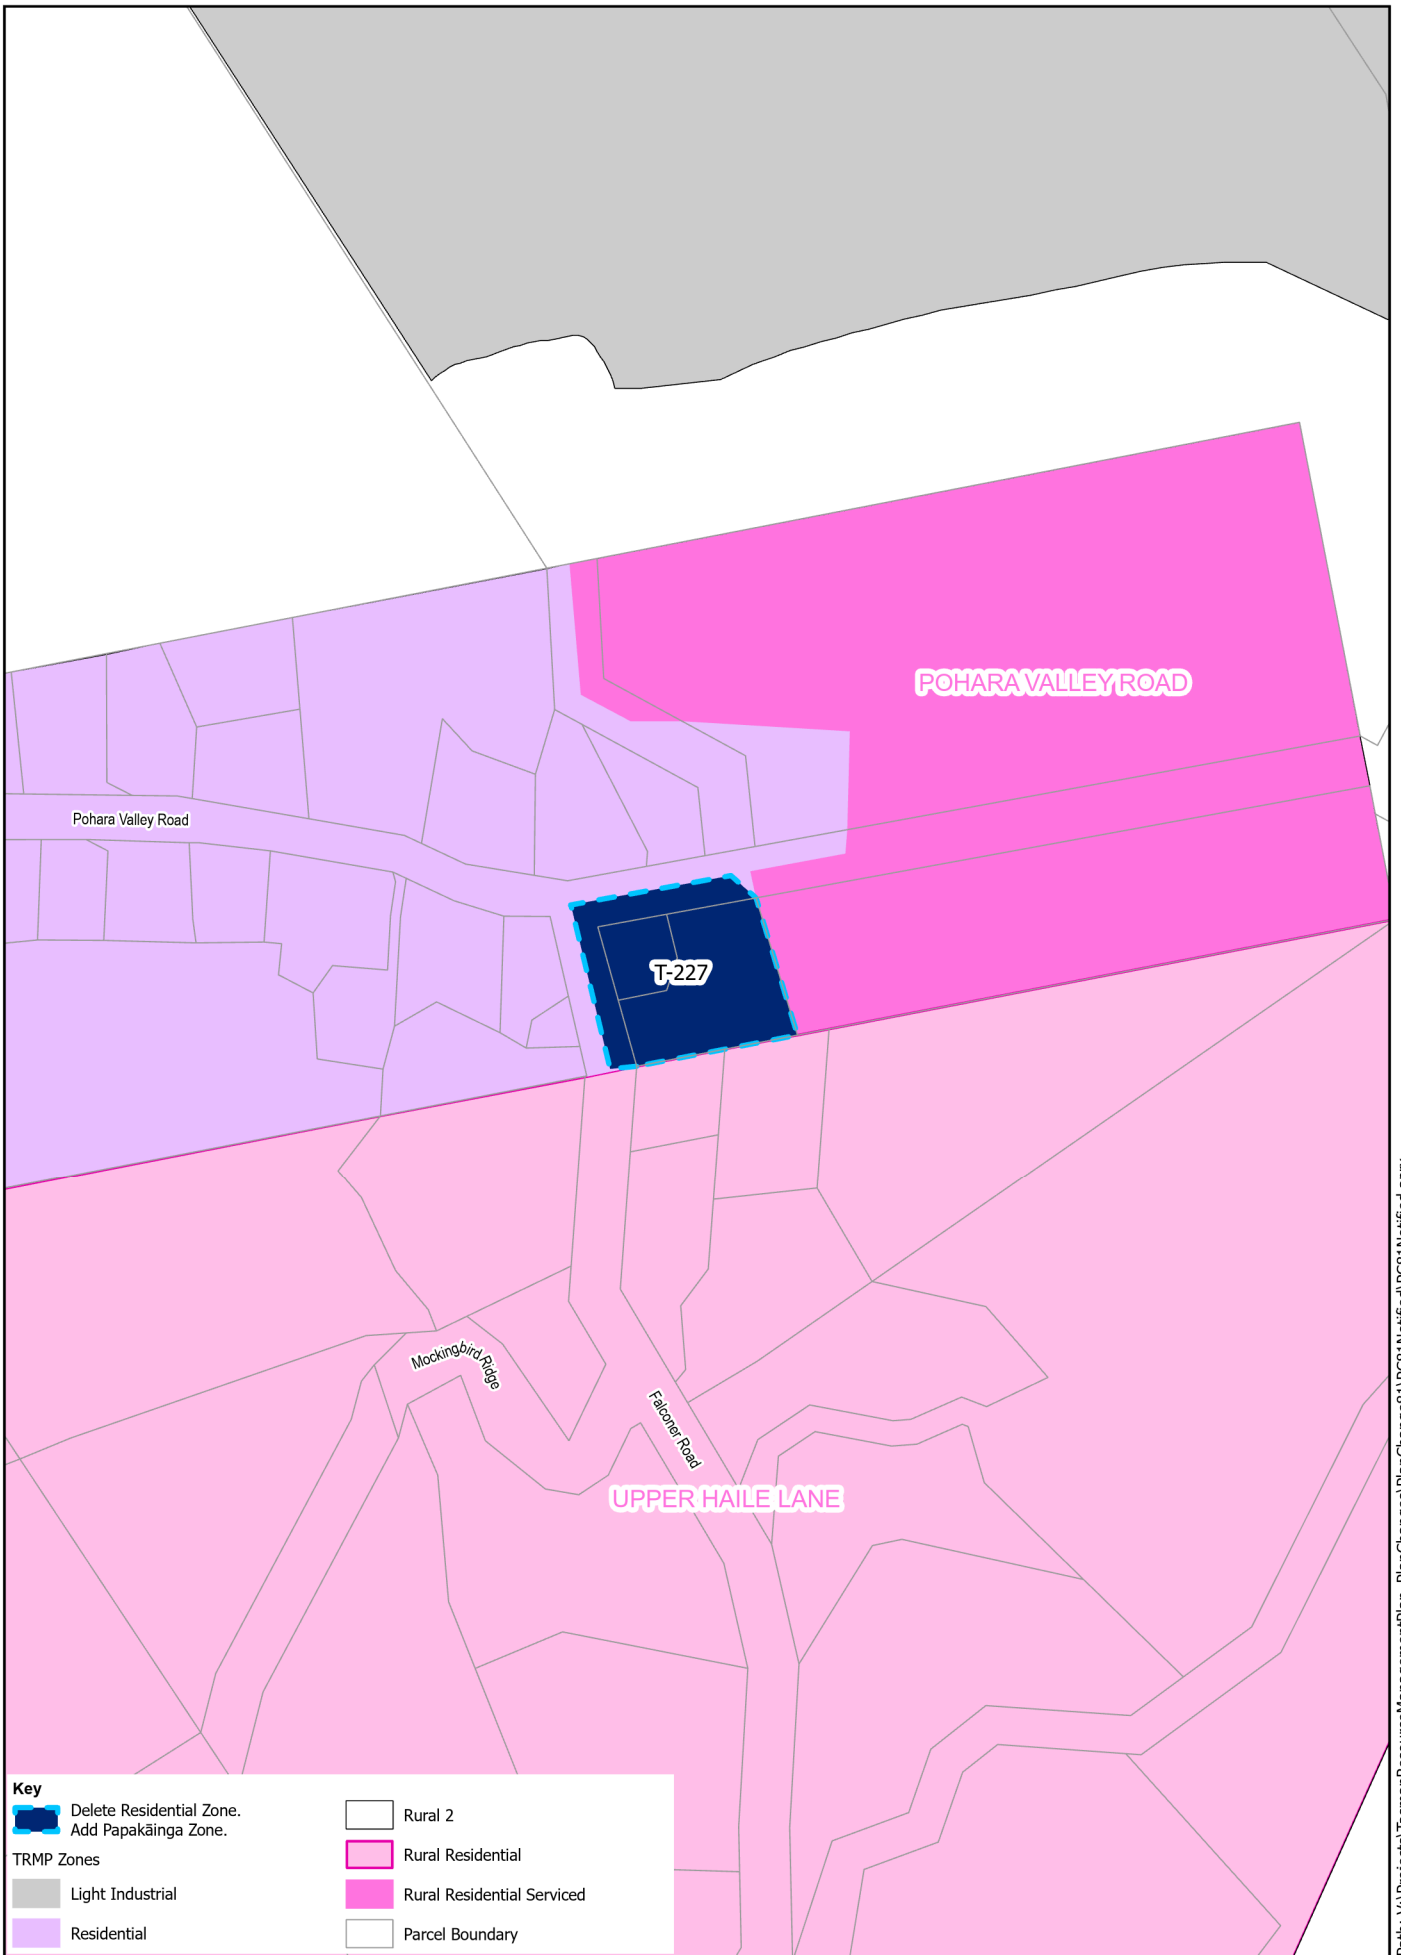 POHARA VALLEY ROAD
Pohara Valley Road
T-227
Mockingbird Ridge
Falconer Road
UPPER HAILE LANE
Key
Delete Residential Zone.
Add Papakāinga Zone.
TRMP Zones
Light Industrial
Residential
Rural 2
Rural Residential
Rural Residential Serviced
Parcel Boundary